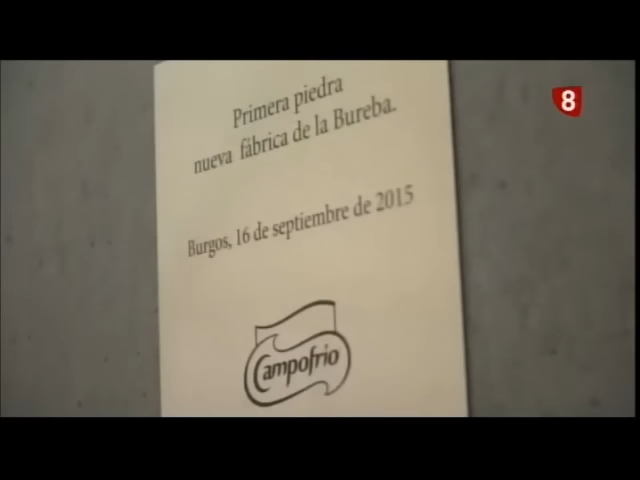 8
Primera piedra
nueva fábrica de la Bureba.
Burgos, 16 de septiembre de 2015
Campofrío